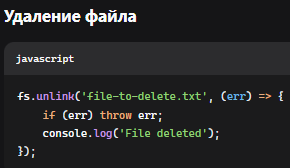 Удаление файла
javascript
fs.unlink('file-to-delete.txt', (err) => {
    if (err) throw err;
    console.log('File deleted');
});